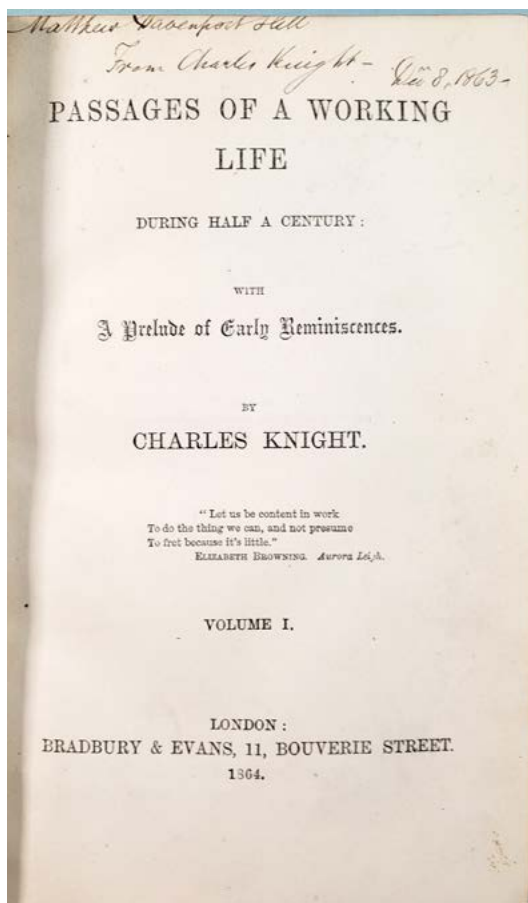 Matthew Davenport Hill
From Charles Knight –
Dec 8, 1863 –
PASSAGES OF A WORKING
LIFE
DURING HALF A CENTURY :
WITH
A Prelude of Early Reminiscences.
BY
CHARLES KNIGHT.
" Let us be content in work
To do the thing we can, and not presume
To fret because it's little."
ELIZABETH BROWNING. Aurora Leigh.
VOLUME I.
LONDON :
BRADBURY & EVANS, 11, BOUVERIE STREET.
1864.